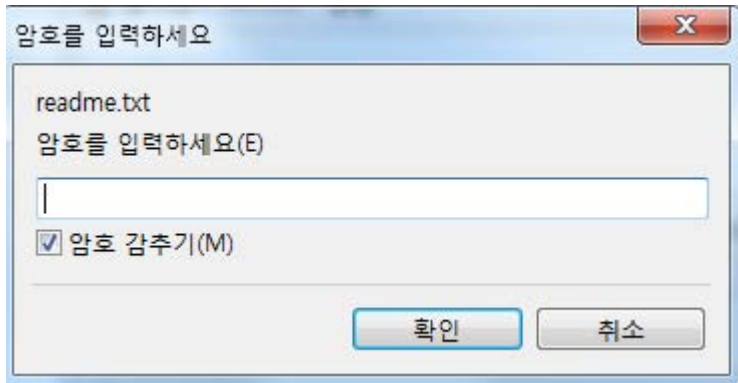 암호를 입력하세요
readme.txt
암호를 입력하세요(E)
암호 감추기(M)
확인 취소